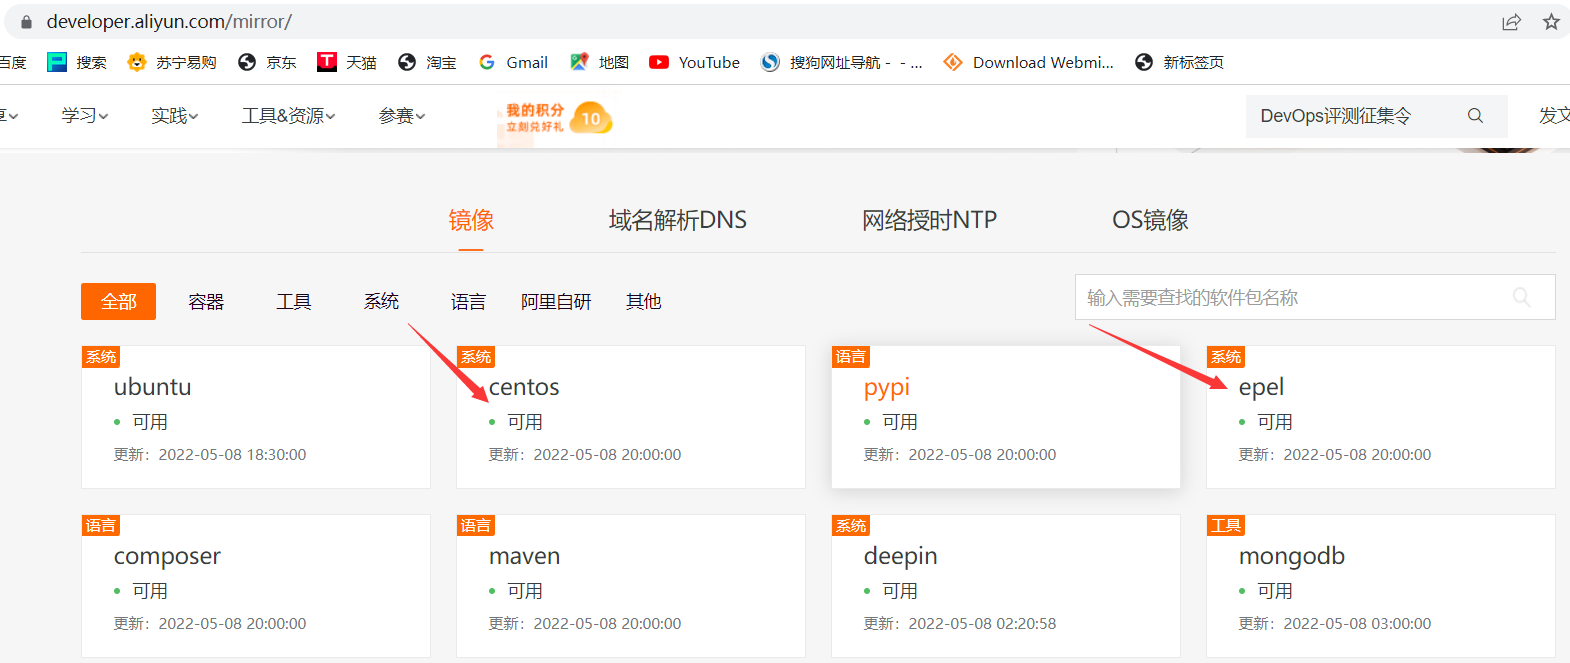 developer.aliyun.com/mirror/
百度 搜索 苏宁易购 京东 天猫 淘宝 Gmail 地图 YouTube 搜狗网址导航 - - ... Download Webmi... 新标签页
学习 实践 工具&资源 参赛 我的积分 10 DevOps评测征集令 发文
立刻兑好礼
镜像 域名解析DNS 网络授时NTP OS镜像
全部 容器 工具 系统 语言 阿里自研 其他 输入需要查找的软件包名称
系统
ubuntu
可用
更新：2022-05-08 18:30:00
系统
centos
可用
更新：2022-05-08 20:00:00
语言
pypi
可用
更新：2022-05-08 20:00:00
系统
epel
可用
更新：2022-05-08 20:00:00
语言
composer
可用
更新：2022-05-08 20:00:00
语言
maven
可用
更新：2022-05-08 20:00:00
系统
deepin
可用
更新：2022-05-08 02:20:58
工具
mongodb
可用
更新：2022-05-08 03:00:00